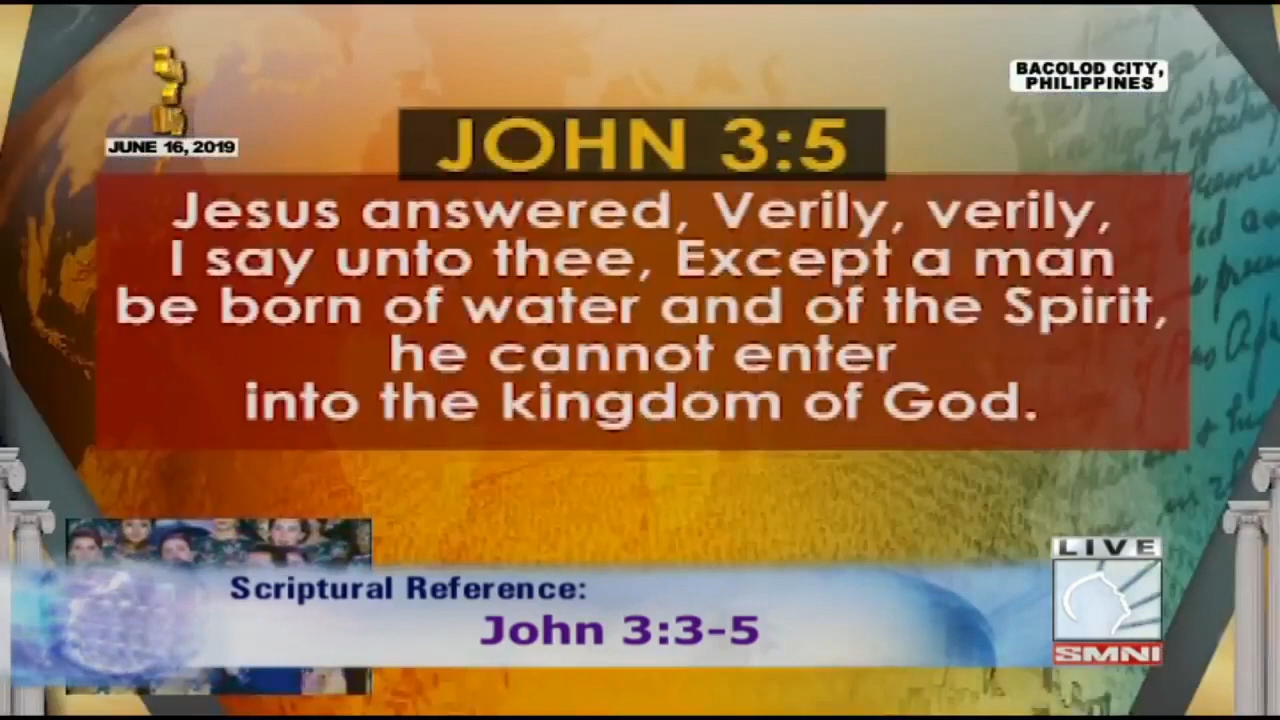 BACOLOD CITY,
PHILIPPINES
JUNE 16, 2019
JOHN 3:5
Jesus answered, Verily, verily,
I say unto thee, Except a man
be born of water and of the Spirit,
he cannot enter
into the kingdom of God.
Scriptural Reference:
John 3:3-5
LIVE
SMNI